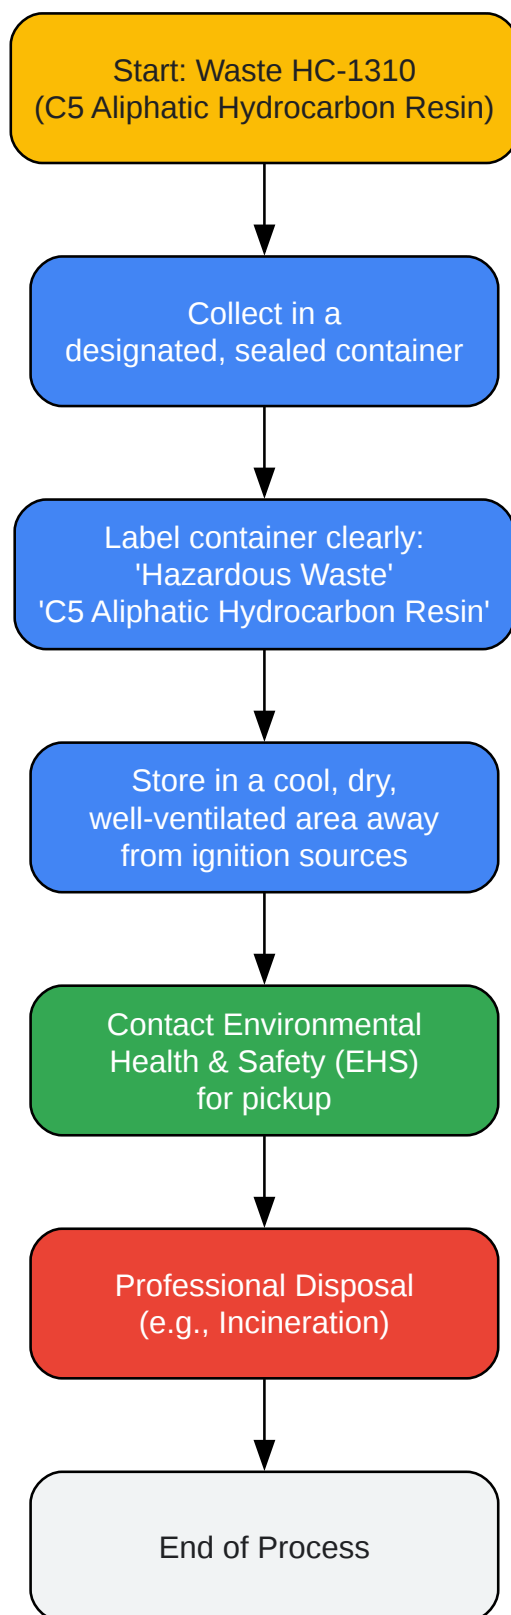 Start: Waste HC-1310
(C5 Aliphatic Hydrocarbon Resin)
Collect in a
designated, sealed container
Label container clearly:
'Hazardous Waste'
'C5 Aliphatic Hydrocarbon Resin'
Store in a cool, dry,
well-ventilated area away
from ignition sources
Contact Environmental
Health & Safety (EHS)
for pickup
Professional Disposal
(e.g., Incineration)
End of Process